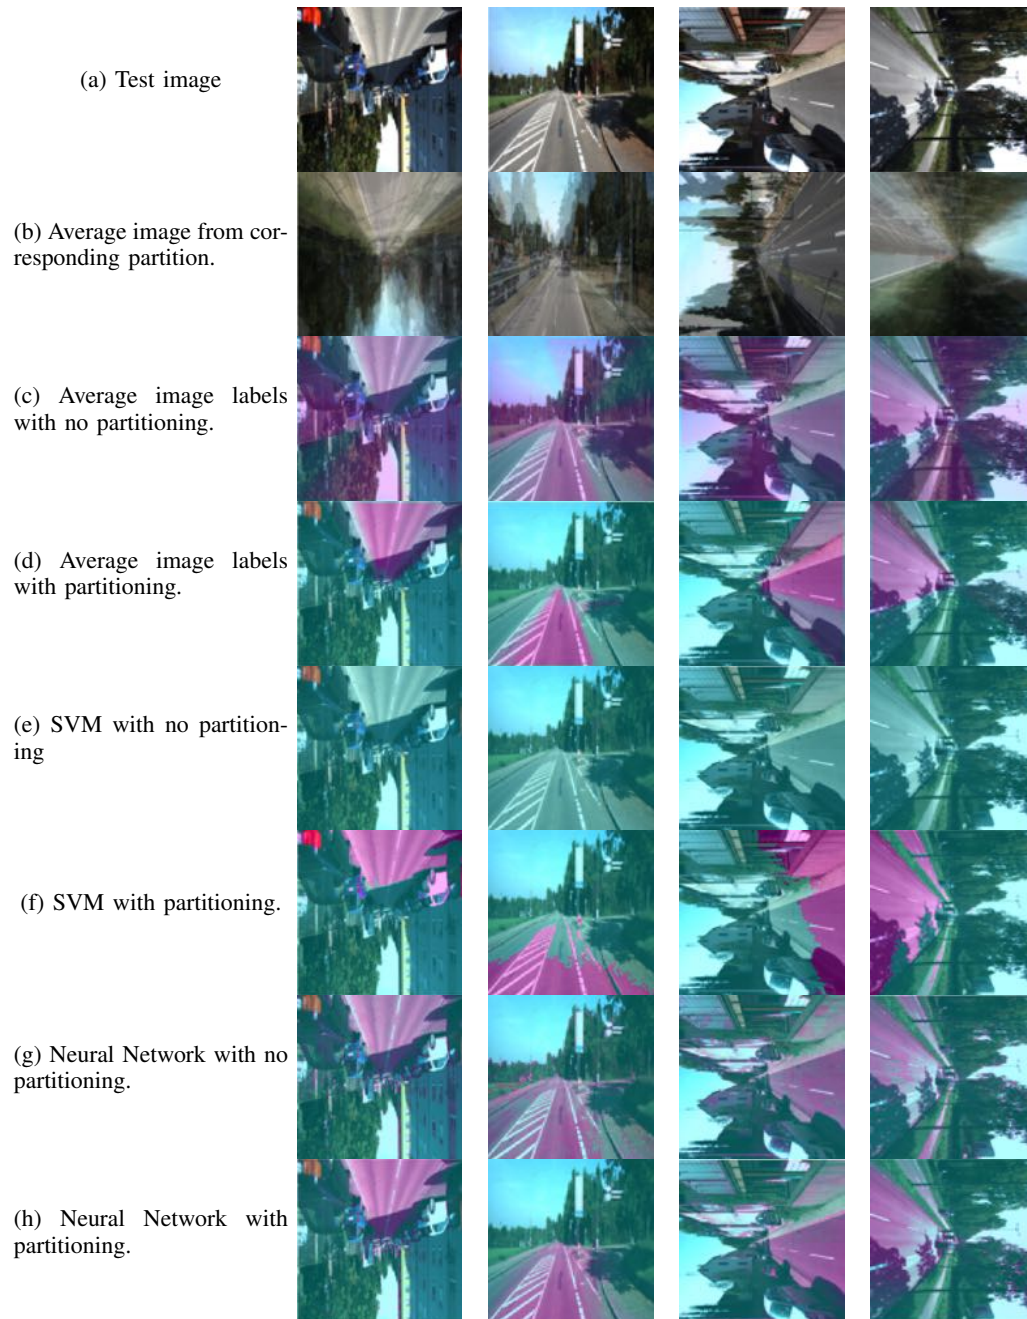 (a) Test image
(b) Average image from cor-
responding partition.
(c) Average image labels
with no partitioning.
(d) Average image labels
with partitioning.
(e) SVM with no partition-
ing
(f) SVM with partitioning.
(g) Neural Network with no
partitioning.
(h) Neural Network with
partitioning.